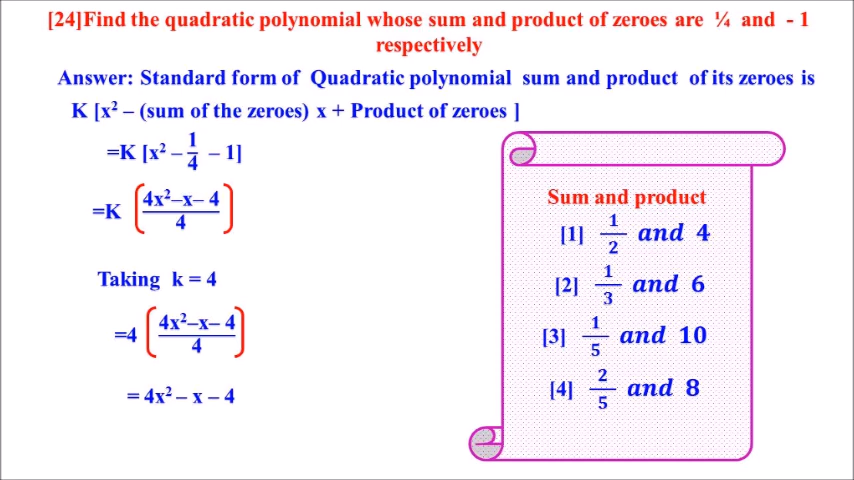 [24]Find the quadratic polynomial whose sum and product of zeroes are ¼ and - 1
respectively
Answer: Standard form of Quadratic polynomial sum and product of its zeroes is
K [x² – (sum of the zeroes) x + Product of zeroes ]
=K [x² – 1/4 – 1]
=K (4x²–x– 4/4)
Taking k = 4
=4 (4x²–x– 4/4)
= 4x² – x – 4
Sum and product
[1] 1/2 and 4
[2] 1/3 and 6
[3] 1/5 and 10
[4] 2/5 and 8